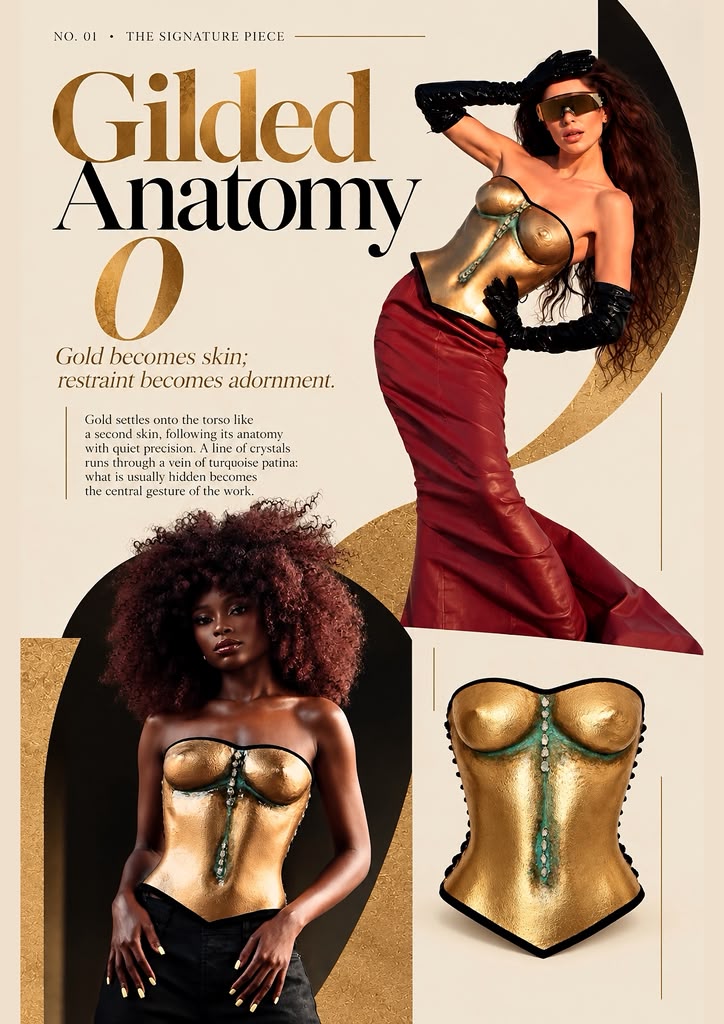 NO. 01 • THE SIGNATURE PIECE
Gilded
Anatomy
O
Gold becomes skin;
restraint becomes adornment.
Gold settles onto the torso like
a second skin, following its anatomy
with quiet precision. A line of crystals
runs through a vein of turquoise patina:
what is usually hidden becomes
the central gesture of the work.